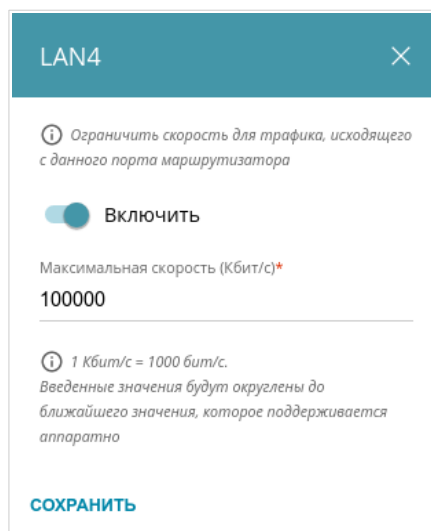 LAN4
Ограничить скорость для трафика, исходящего
с данного порта маршрутизатора
Включить
Максимальная скорость (Кбит/с)*
100000
1 Кбит/с = 1000 бит/с.
Введенные значения будут округлены до
ближайшего значения, которое поддерживается
аппаратно
СОХРАНИТЬ